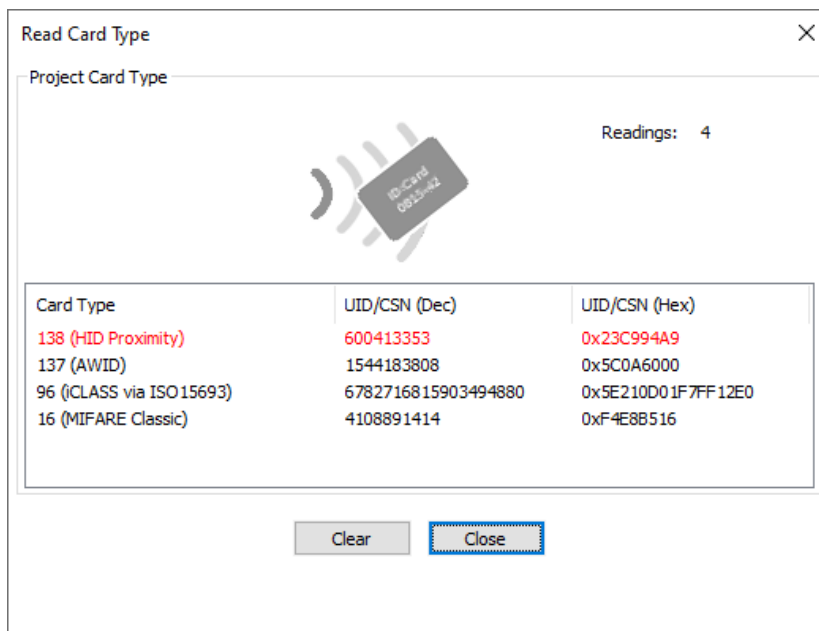 Read Card Type
Project Card Type
Readings: 4
ID-Card
0815-42
Card Type UID/CSN (Dec) UID/CSN (Hex)
138 (HID Proximity) 600413353 0x23C994A9
137 (AWID) 1544183808 0x5C0A6000
96 (iCLASS via ISO15693) 6782716815903494880 0x5E210D01F7FF12E0
16 (MIFARE Classic) 4108891414 0xF4E8B516
Clear Close